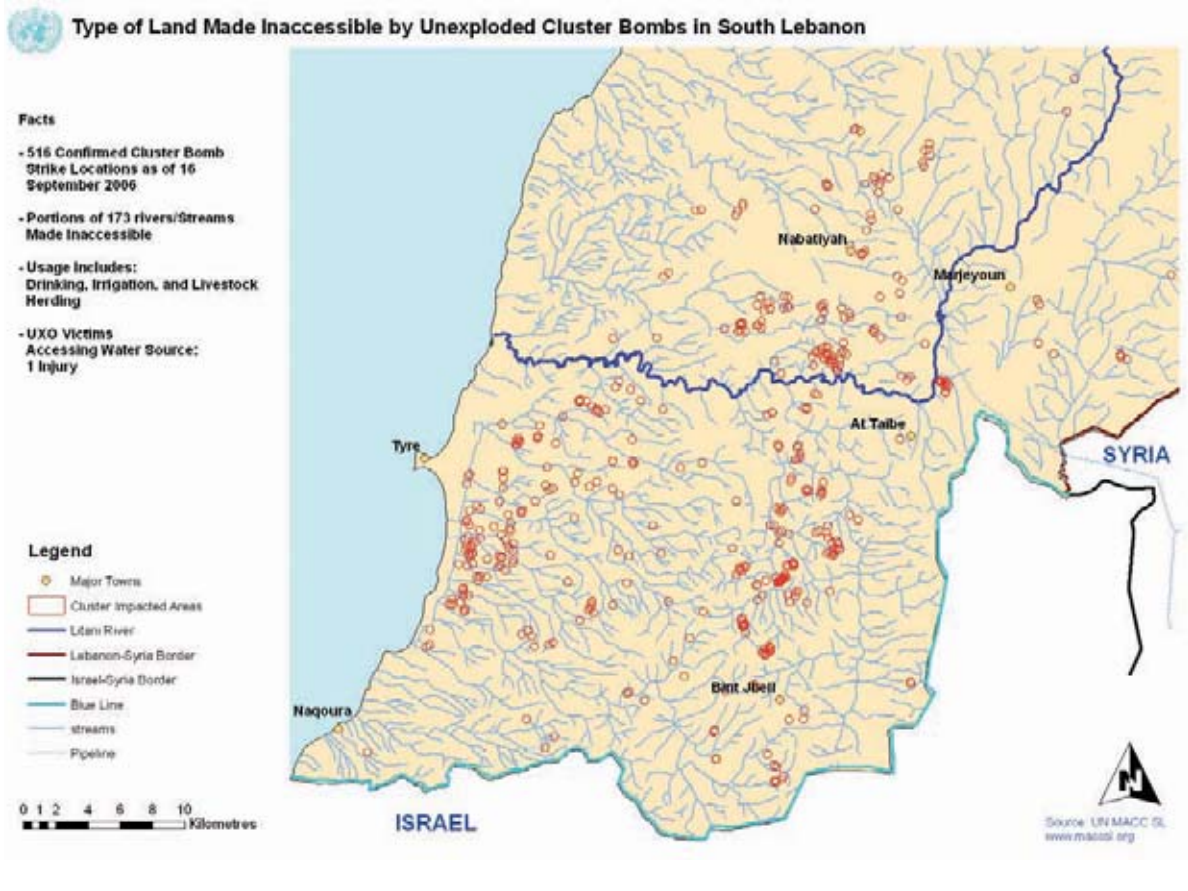 Type of Land Made Inaccessible by Unexploded Cluster Bombs in South Lebanon
Facts
- 516 Confirmed Cluster Bomb
Strike Locations as of 16
September 2006
- Portions of 173 rivers/Streams
Made Inaccessible
- Usage Includes:
Drinking, Irrigation, and Livestock
Herding
- UXO Victims
Accessing Water Source:
1 Injury
Nabatiyah
Marjeyoun
At Taibe
Tyre
SYRIA
Bint Jbeil
Naqoura
ISRAEL
Legend
Major Towns
Cluster Impacted Areas
Litani River
Lebanon-Syria Border
Israel-Syria Border
Blue Line
streams
Pipeline
0 1 2 4 6 8 10
Kilometres
N
Source: UN MACC SL
www.maccsl.org